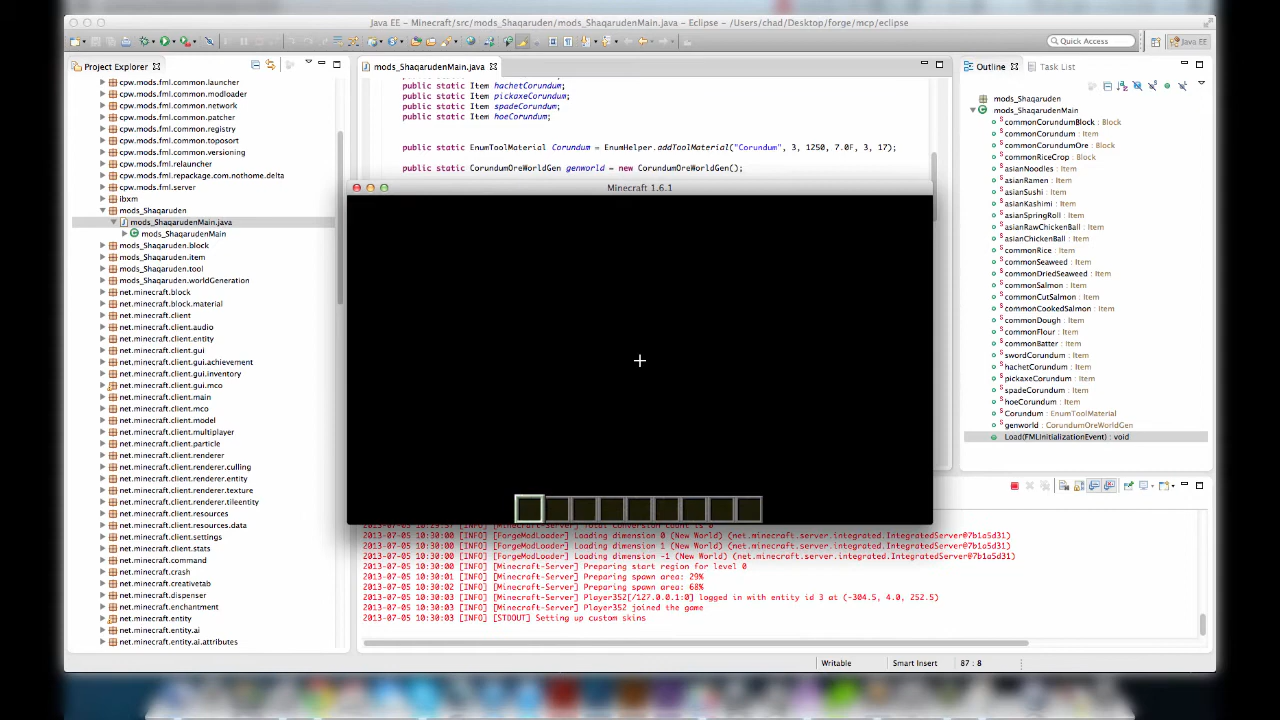 Java EE – Minecraft/src/mods_Shaqaruden/mods_ShaqarudenMain.java – Eclipse – /Users/chad/Desktop/forge/mcp/eclipse
Quick Access
Java EE
Project Explorer
cpw.mods.fml.common.launcher
cpw.mods.fml.common.modloader
cpw.mods.fml.common.network
cpw.mods.fml.common.patcher
cpw.mods.fml.common.registry
cpw.mods.fml.common.toposort
cpw.mods.fml.common.versioning
cpw.mods.fml.relauncher
cpw.mods.fml.repackage.com.nothome.delta
cpw.mods.fml.server
ibxm
mods_Shaqaruden
mods_ShaqarudenMain.java
mods_ShaqarudenMain
mods_Shaqaruden.block
mods_Shaqaruden.item
mods_Shaqaruden.tool
mods_Shaqaruden.worldGeneration
net.minecraft.block
net.minecraft.block.material
net.minecraft.client
net.minecraft.client.audio
net.minecraft.client.entity
net.minecraft.client.gui
net.minecraft.client.gui.achievement
net.minecraft.client.gui.inventory
net.minecraft.client.gui.mco
net.minecraft.client.main
net.minecraft.client.mco
net.minecraft.client.model
net.minecraft.client.multiplayer
net.minecraft.client.particle
net.minecraft.client.renderer
net.minecraft.client.renderer.culling
net.minecraft.client.renderer.entity
net.minecraft.client.renderer.texture
net.minecraft.client.renderer.tileentity
net.minecraft.client.resources
net.minecraft.client.resources.data
net.minecraft.client.settings
net.minecraft.client.stats
net.minecraft.command
net.minecraft.crash
net.minecraft.creativetab
net.minecraft.dispenser
net.minecraft.enchantment
net.minecraft.entity
net.minecraft.entity.ai
net.minecraft.entity.ai.attributes
mods_ShaqarudenMain.java
public static Item hachetCorundum;
public static Item pickaxeCorundum;
public static Item spadeCorundum;
public static Item hoeCorundum;
public static EnumToolMaterial Corundum = EnumHelper.addToolMaterial("Corundum", 3, 1250, 7.0F, 3, 17);
public static CorundumOreWorldGen genworld = new CorundumOreWorldGen();
Minecraft 1.6.1
Outline
Task List
mods_Shaqaruden
mods_ShaqarudenMain
commonCorundumBlock : Block
commonCorundum : Item
commonCorundumOre : Block
commonRiceCrop : Block
asianNoodles : Item
asianRamen : Item
asianSushi : Item
asianKashimi : Item
asianSpringRoll : Item
asianRawChickenBall : Item
asianChickenBall : Item
commonRice : Item
commonSeaweed : Item
commonDriedSeaweed : Item
commonSalmon : Item
commonCutSalmon : Item
commonCookedSalmon : Item
commonDough : Item
commonFlour : Item
commonBatter : Item
swordCorundum : Item
hachetCorundum : Item
pickaxeCorundum : Item
spadeCorundum : Item
hoeCorundum : Item
Corundum : EnumToolMaterial
genworld : CorundumOreWorldGen
Load(FMLInitializationEvent) : void
2013-07-05 10:29:57 [INFO] [ForgeModLoader] Total conversion count is 0
2013-07-05 10:30:00 [INFO] [ForgeModLoader] Loading dimension 0 (New World) (net.minecraft.server.integrated.IntegratedServer@7b1a5d31)
2013-07-05 10:30:00 [INFO] [ForgeModLoader] Loading dimension 1 (New World) (net.minecraft.server.integrated.IntegratedServer@7b1a5d31)
2013-07-05 10:30:00 [INFO] [ForgeModLoader] Loading dimension -1 (New World) (net.minecraft.server.integrated.IntegratedServer@7b1a5d31)
2013-07-05 10:30:00 [INFO] [Minecraft-Server] Preparing start region for level 0
2013-07-05 10:30:01 [INFO] [Minecraft-Server] Preparing spawn area: 29%
2013-07-05 10:30:02 [INFO] [Minecraft-Server] Preparing spawn area: 68%
2013-07-05 10:30:03 [INFO] [Minecraft-Server] Player352[/127.0.0.1:0] logged in with entity id 3 at (-304.5, 4.0, 252.5)
2013-07-05 10:30:03 [INFO] [Minecraft-Server] Player352 joined the game
2013-07-05 10:30:03 [INFO] [STDOUT] Setting up custom skins
Writable
Smart Insert
87 : 8